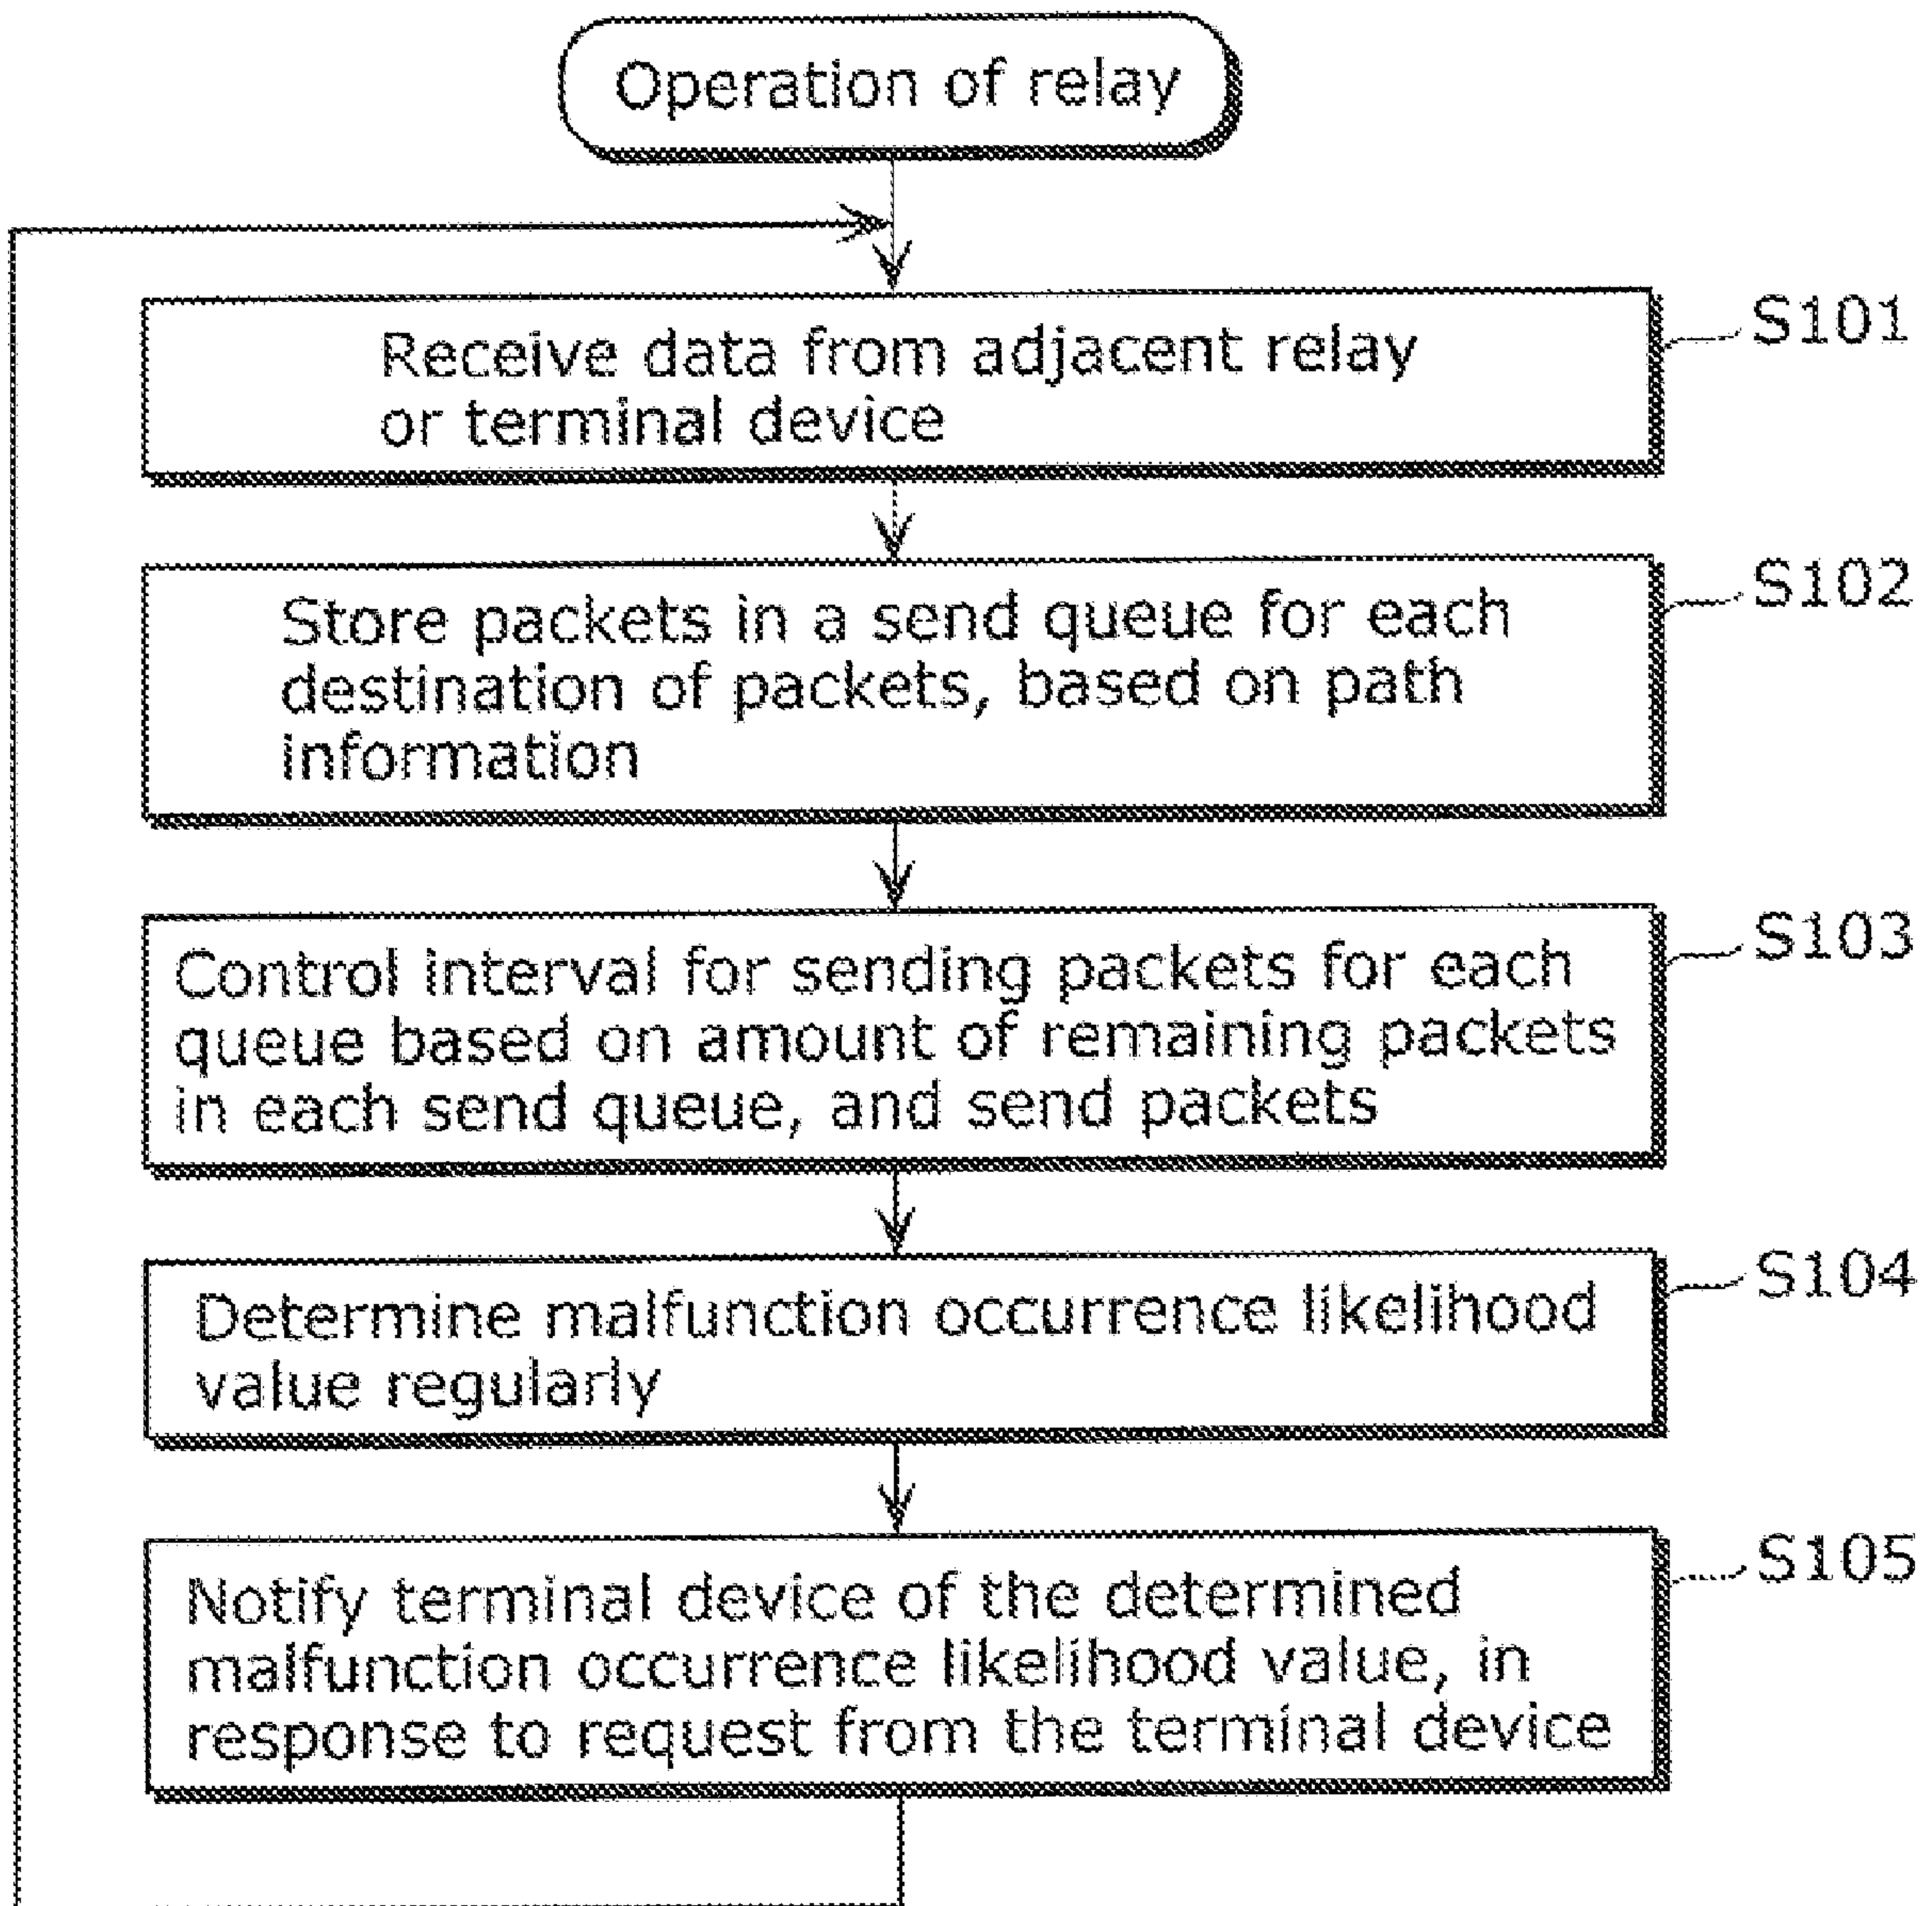 Operation of relay
S101
Receive data from adjacent relay
or terminal device
S102
Store packets in a send queue for each
destination of packets, based on path
information
S103
Control interval for sending packets for each
queue based on amount of remaining packets
in each send queue, and send packets
S104
Determine malfunction occurrence likelihood
value regularly
S105
Notify terminal device of the determined
malfunction occurrence likelihood value, in
response to request from the terminal device